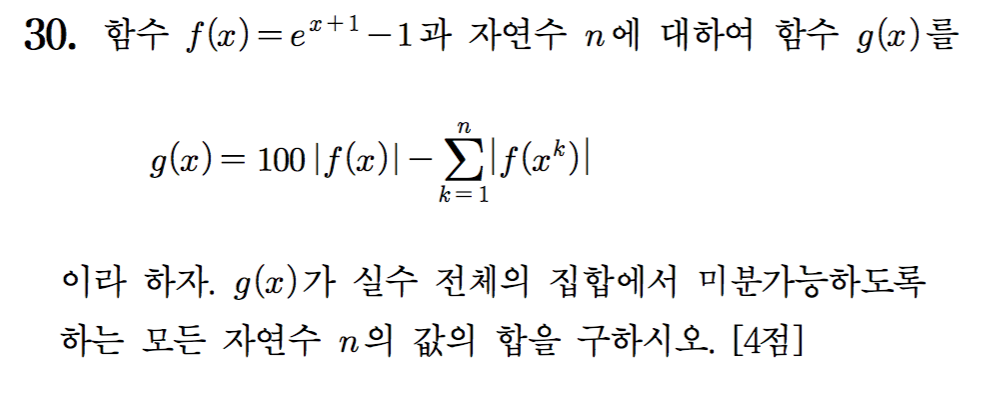 30. 함수 f(x)=e^{x+1}-1과 자연수 n에 대하여 함수 g(x)를
g(x)= 100|f(x)| - \sum_{k=1}^{n} |f(x^k)|
이라 하자. g(x)가 실수 전체의 집합에서 미분가능하도록
하는 모든 자연수 n의 값의 합을 구하시오. [4점]